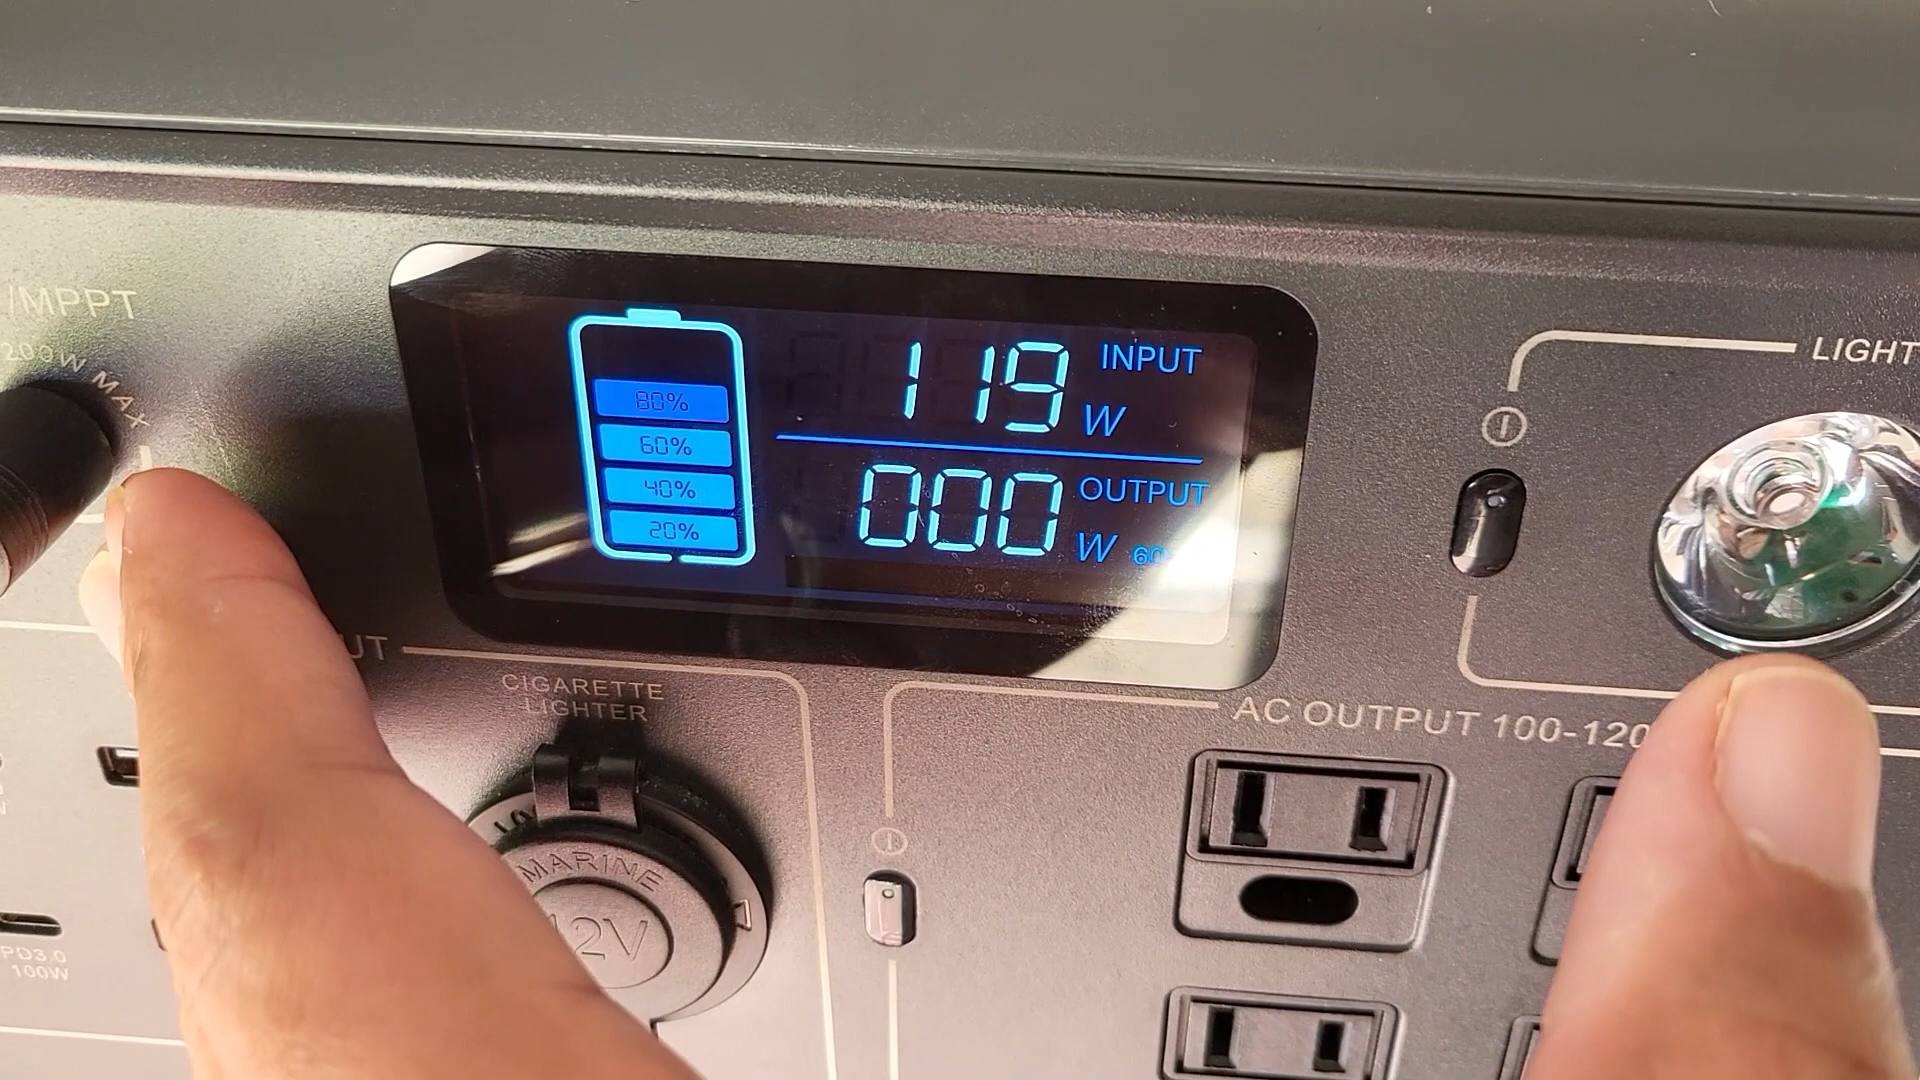 /MPPT
200W MAX
80%
60%
40%
20%
119
INPUT
W
000
OUTPUT
W
60
LIGHT
UT
CIGARETTE
LIGHTER
AC OUTPUT 100-120
MARINE
12V
PD3.0
100W